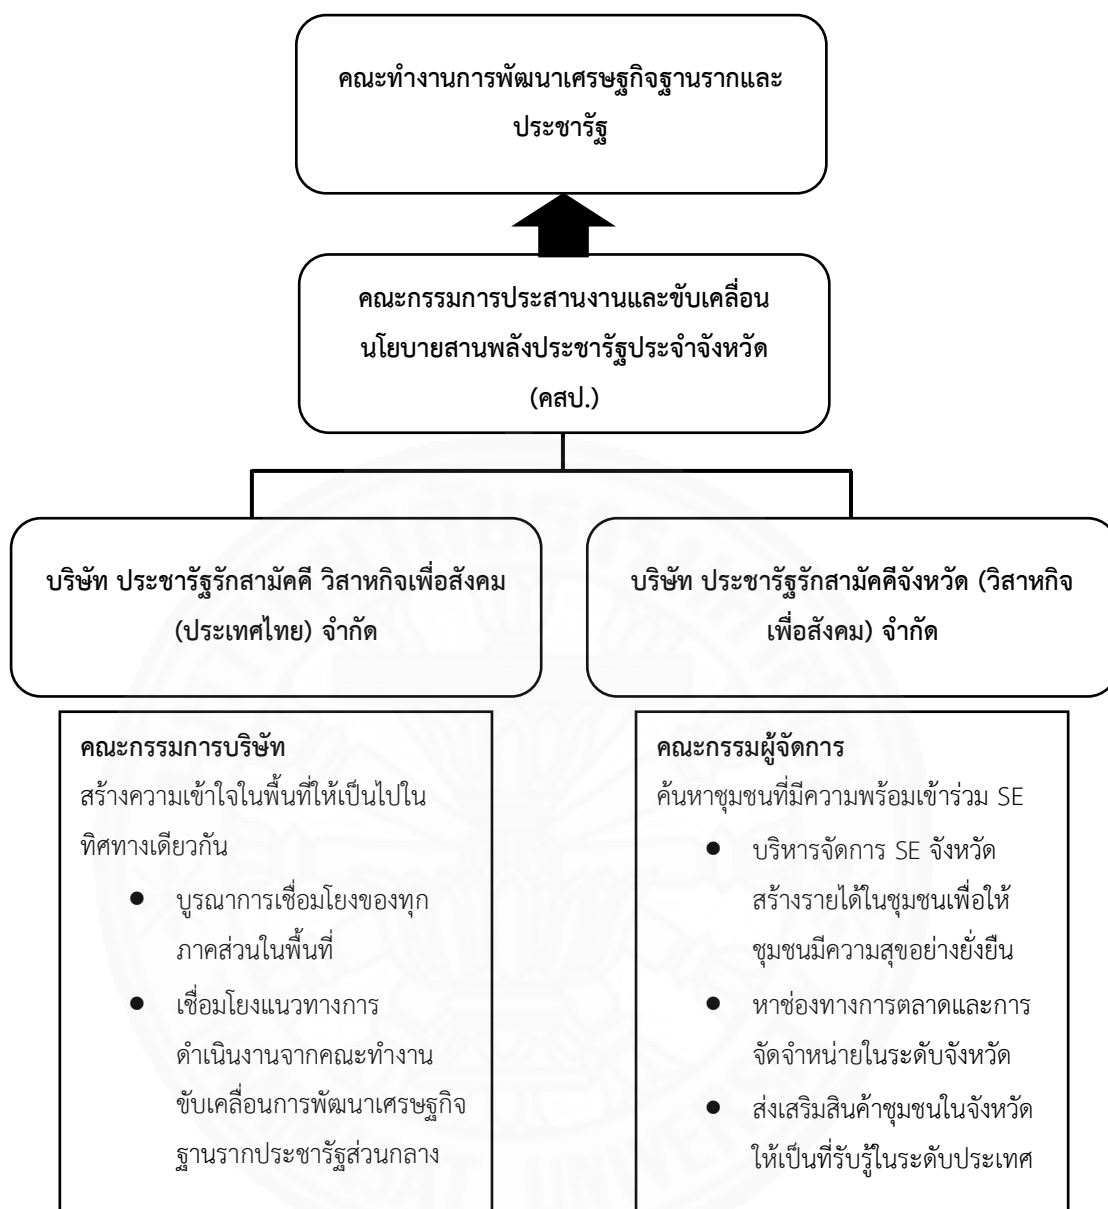 คณะทำงานการพัฒนาเศรษฐกิจฐานรากและ
ประชารัฐ
คณะกรรมการประสานงานและขับเคลื่อน
นโยบายสานพลังประชารัฐประจำจังหวัด
(คสป.)
บริษัท ประชารัฐรักสามัคคี วิสาหกิจเพื่อสังคม
(ประเทศไทย) จำกัด
บริษัท ประชารัฐรักสามัคคีจังหวัด (วิสาหกิจ
เพื่อสังคม) จำกัด
คณะกรรมการบริษัท
สร้างความเข้าใจในพื้นที่ให้เป็นไปใน
ทิศทางเดียวกัน
● บูรณาการเชื่อมโยงของทุก
ภาคส่วนในพื้นที่
● เชื่อมโยงแนวทางการ
ดำเนินงานจากคณะทำงาน
ขับเคลื่อนการพัฒนาเศรษฐกิจ
ฐานรากประชารัฐส่วนกลาง
คณะกรรมผู้จัดการ
ค้นหาชุมชนที่มีความพร้อมเข้าร่วม SE
● บริหารจัดการ SE จังหวัด
สร้างรายได้ในชุมชนเพื่อให้
ชุมชนมีความสุขอย่างยั่งยืน
● หาช่องทางการตลาดและการ
จัดจำหน่ายในระดับจังหวัด
● ส่งเสริมสินค้าชุมชนในจังหวัด
ให้เป็นที่รับรู้ในระดับประเทศ